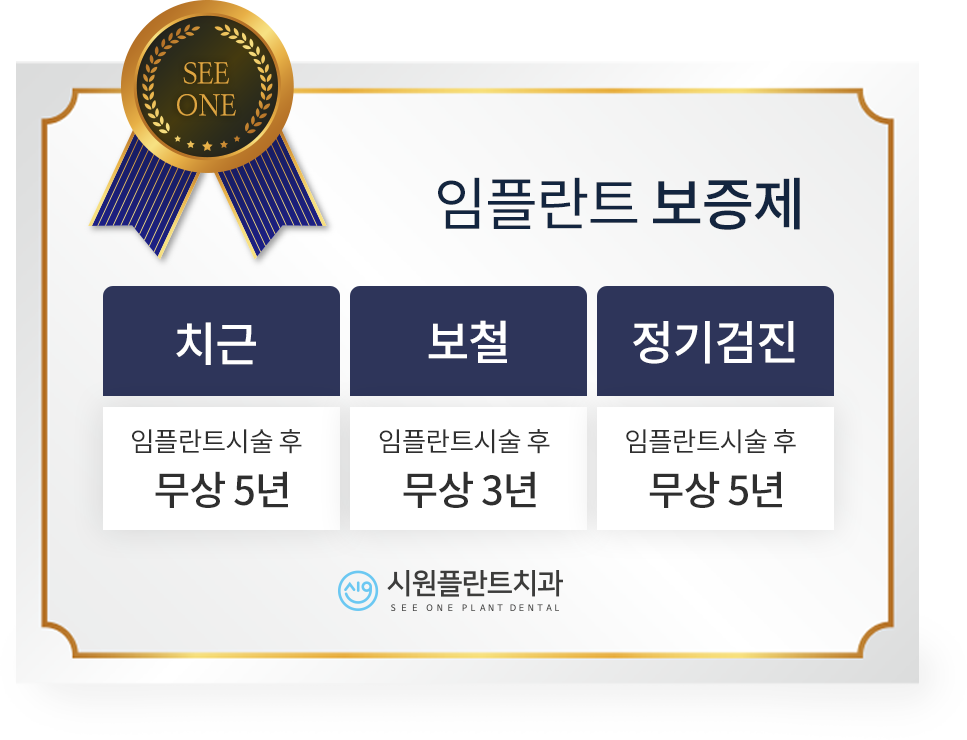 SEE
ONE
임플란트 보증제
치근
임플란트시술 후
무상 5년
보철
임플란트시술 후
무상 3년
정기검진
임플란트시술 후
무상 5년
시원플란트치과
SEE ONE PLANT DENTAL